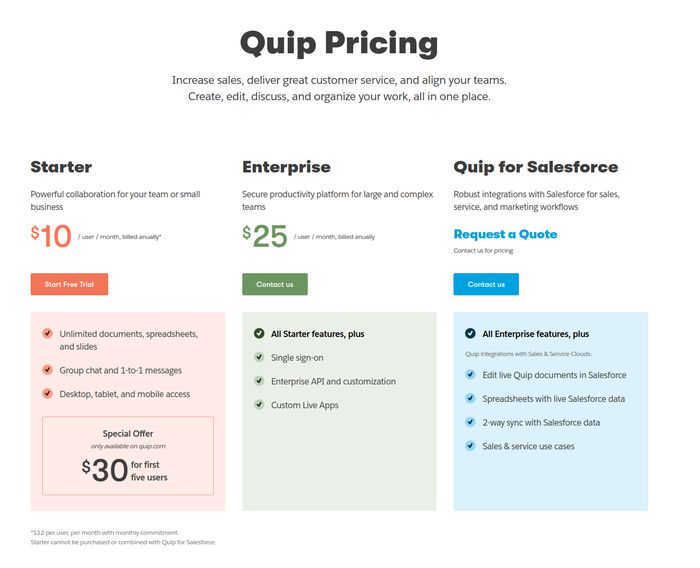 Quip Pricing
Increase sales, deliver great customer service, and align your teams.
Create, edit, discuss, and organize your work, all in one place.
Starter
Powerful collaboration for your team or small
business
$10 / user / month, billed annually*
Start Free Trial
Unlimited documents, spreadsheets,
and slides
Group chat and 1-to-1 messages
Desktop, tablet, and mobile access
Special Offer
only available on quip.com
$30 for first
five users
Enterprise
Secure productivity platform for large and complex
teams
$25 / user / month, billed annually
Contact us
All Starter features, plus
Single sign-on
Enterprise API and customization
Custom Live Apps
Quip for Salesforce
Robust integrations with Salesforce for sales,
service, and marketing workflows
Request a Quote
Contact us for pricing
Contact us
All Enterprise features, plus
Quip integrations with Sales & Service Clouds:
Edit live Quip documents in Salesforce
Spreadsheets with live Salesforce data
2-way sync with Salesforce data
Sales & service use cases
*$12 per user, per month with monthly commitment.
Starter cannot be purchased or combined with Quip for Salesforce.